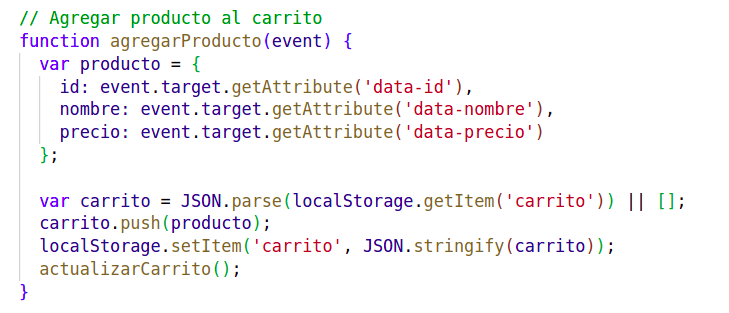 // Agregar producto al carrito
function agregarProducto(event) {
  var producto = {
    id: event.target.getAttribute('data-id'),
    nombre: event.target.getAttribute('data-nombre'),
    precio: event.target.getAttribute('data-precio')
  };

  var carrito = JSON.parse(localStorage.getItem('carrito')) || [];
  carrito.push(producto);
  localStorage.setItem('carrito', JSON.stringify(carrito));
  actualizarCarrito();
}